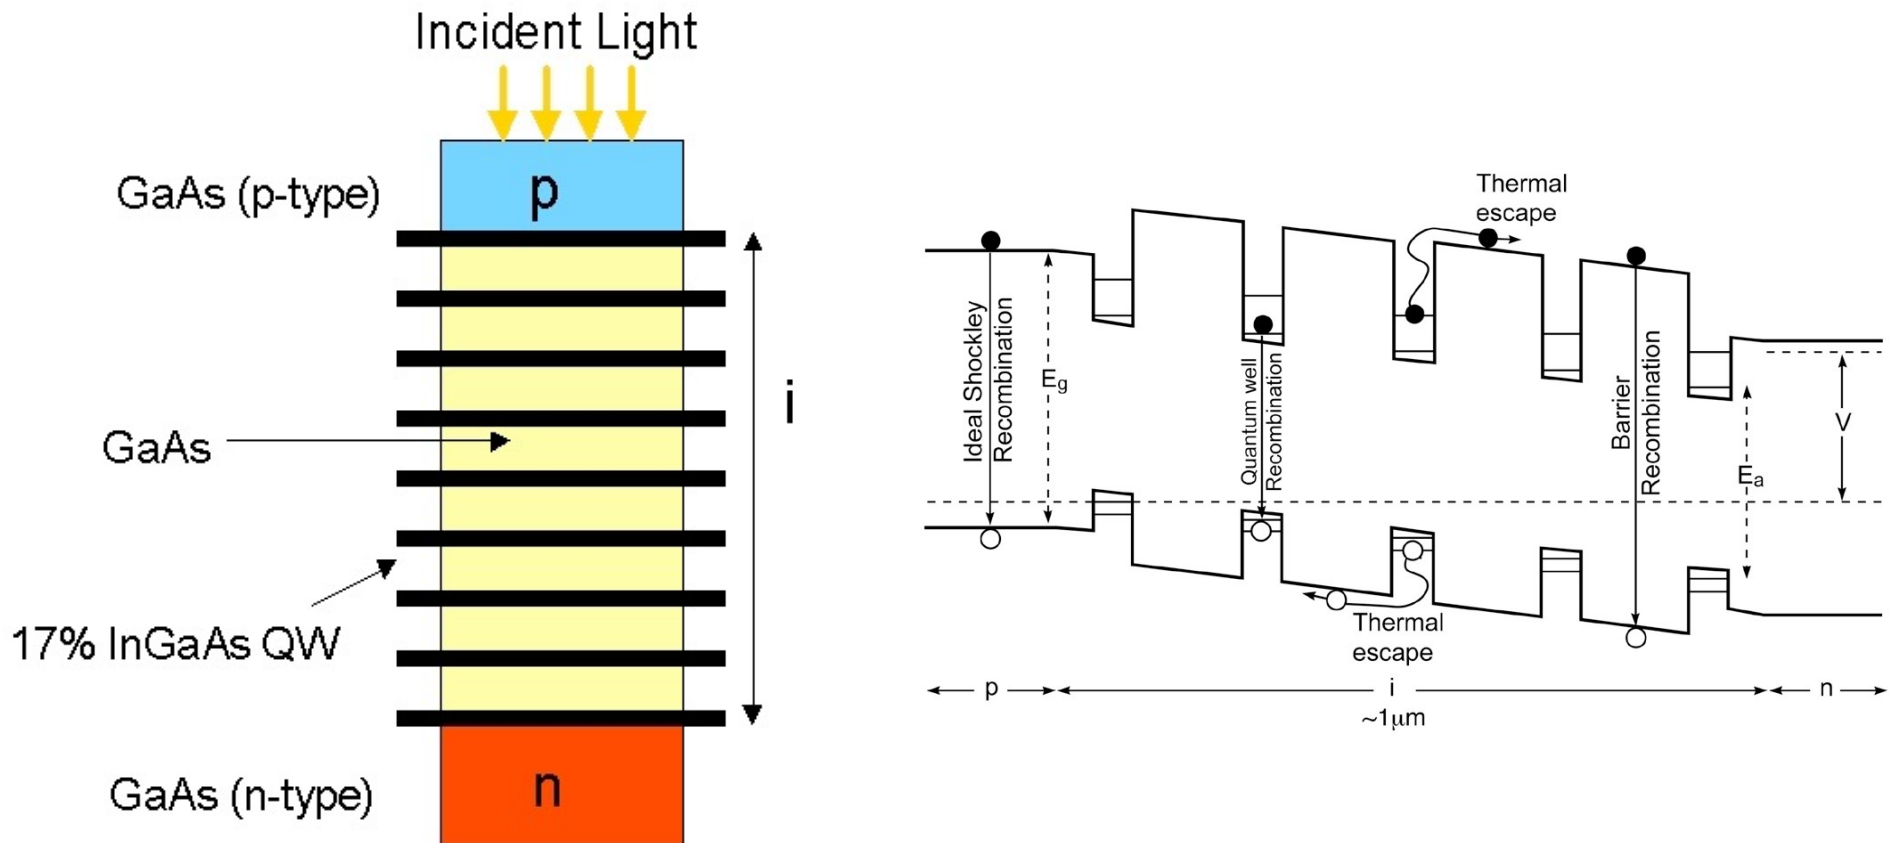 Incident Light
p
GaAs (p-type)
GaAs
i
17% InGaAs QW
n
GaAs (n-type)
Thermal
escape
Ideal Shockley
Recombination
Eg
Quantum well
Recombination
Barrier
Recombination
Ea
V
Thermal
escape
p
i
n
~1μm